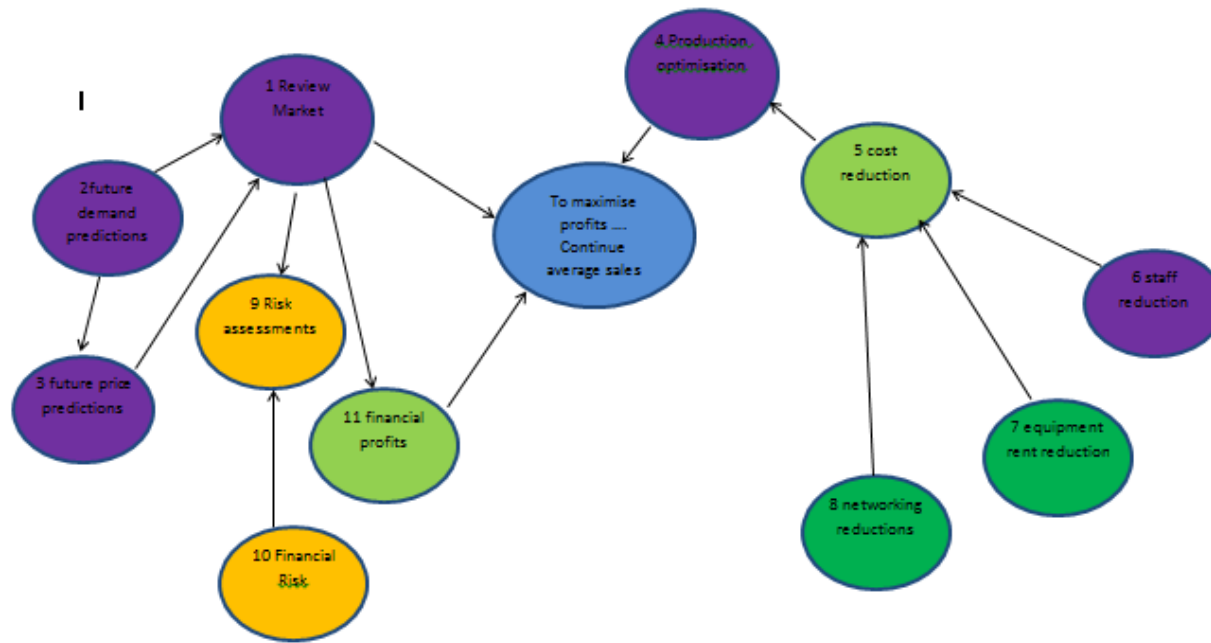 I
1 Review
Market
4 Production
optimisation
5 cost
reduction
2future
demand
predictions
To maximise
profits ....
Continue
average sales
6 staff
reduction
9 Risk
assessments
3 future price
predictions
11 financial
profits
7 equipment
rent reduction
8 networking
reductions
10 Financial
Risk